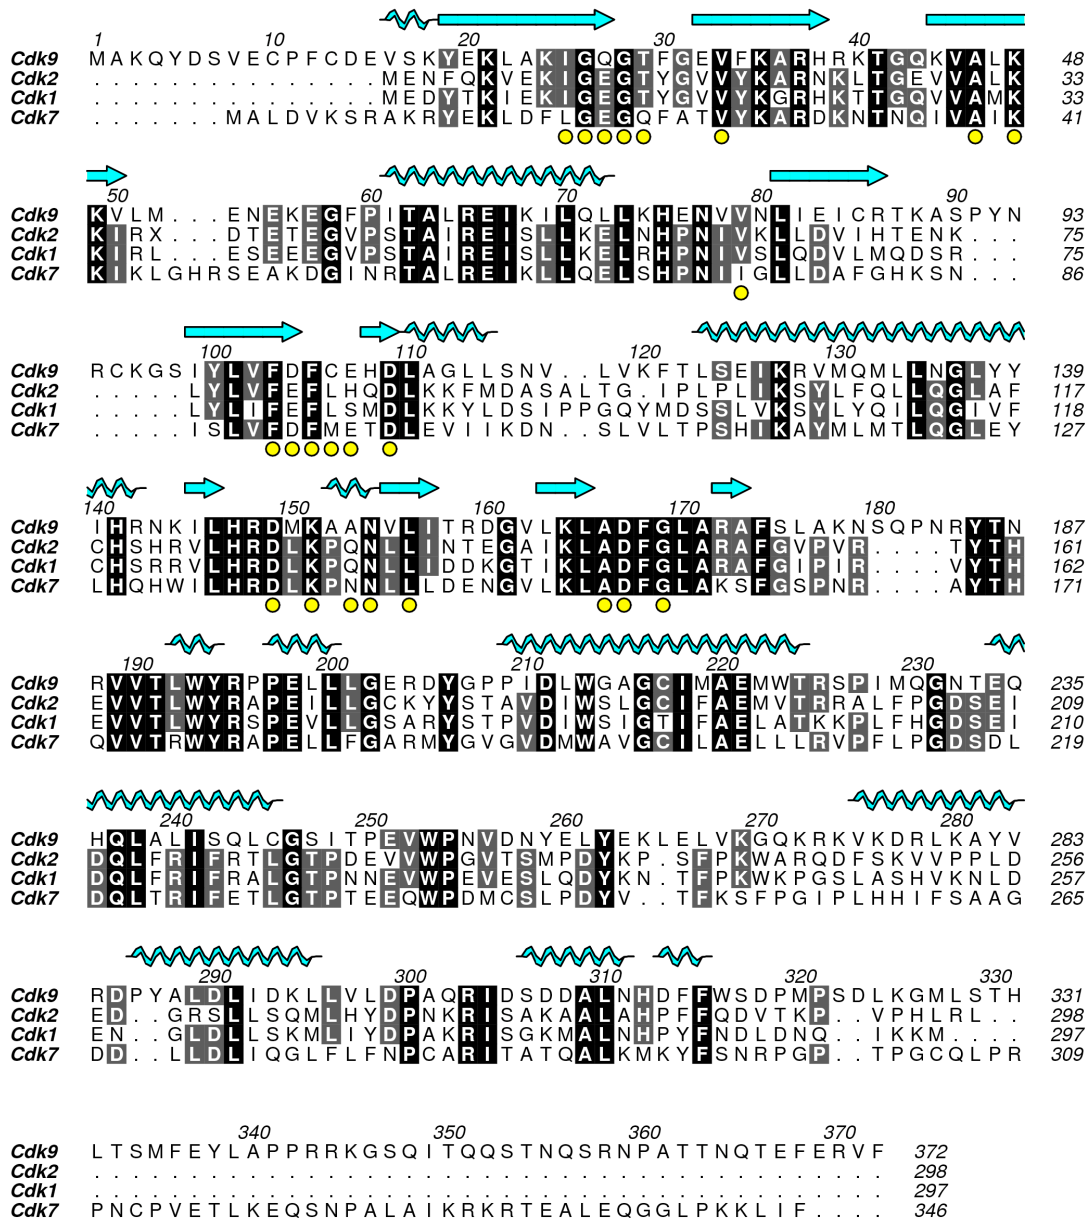 1 10 20 30 40
Cdk9 MAKQYDSVECPFCDEVSKYEKLAKIGQGTFGEVFKARHRKTGQKVALK 48
Cdk2 ...............MENFQKVEKIGEGTYGVVYKARNKLTGEVVALK 33
Cdk1 ...............MEDYTKIEKIGEGTYGVVYKGRHKTTGQVVAMK 33
Cdk7 .......MALDVKSRAKRYEKLDFLGEGQFATVYKARDKNTNQIVAIK 41
50 60 70 80 90
Cdk9 KVLM...ENEKEGFPITALREIKILQLLKHENVVNLIEICRTKASPYN 93
Cdk2 KIRX...DTETEGVPSTAIREISLLKELNHPNIVKLLDVIHTENK... 75
Cdk1 KIRL...ESEEEGVPSTAIREISLLKELRHPNIVSLQDVLMQDSR... 75
Cdk7 KIKLGHRSEAKDGINRTALREIKLLQELSHPNIIGLLDAFGHKSN... 86
100 110 120 130
Cdk9 RCKGSIYLVFDFCEHDLAGLLSNV..LVKFTLSEIKRVMQMLLNGLYY 139
Cdk2 .....LYLVFEFLHQDLKKFMDASALTG.IPLPLIKSYLFQLLQGLAF 117
Cdk1 .....LYLIFEFLSMDLKKYLDSIPPGQYMDSSLVKSYLYQILQGIVF 118
Cdk7 .....ISLVFDFMETDLEVIIKDN..SLVLTPSHIKAYMLMTLQGLEY 127
140 150 160 170 180
Cdk9 IHRNKILHRDMKAANVLITRDGVLKLADFGLARAFSLAKNSQPNRYTN 187
Cdk2 CHSHRVLHRDLKPQNLLINTEGAIKLADFGLARAFGVPVR....TYTH 161
Cdk1 CHSRRVLHRDLKPQNLLIDDKGTIKLADFGLARAFGIPIR....VYTH 162
Cdk7 LHQHWILHRDLKPNNLLLDENGVLKLADFGLAKSFGSPNR....AYTH 171
190 200 210 220 230
Cdk9 RVVTLWYRPPELLLGERDYGPPIDLWGAGCIMAEMWTRSPIMQGNTEQ 235
Cdk2 EVVTLWYRAPEILLGCKYYSTAVDIWSLGCIFAEMVTRRALFPGDSEI 209
Cdk1 EVVTLWYRSPEVLLGSARYSTPVDIWSIGTIFAELATKKPLFHGDSEI 210
Cdk7 QVVTRWYRAPELLFGARMYGVGVDMWAVGCILAELLLRVPFLPGDSDL 219
240 250 260 270 280
Cdk9 HQLALISQLCGSITPEVWPNVDNYELYEKLELVKGQKRKVKDRLKAYV 283
Cdk2 DQLFRIFRTLGTPDEVVWPGVTSMPDYKP.SFPKWARQDFSKVVPPLD 256
Cdk1 DQLFRIFRALGTPNNEVWPEVESLQDYKN.TFPKWKPGSLASHVKNLD 257
Cdk7 DQLTRIFETLGTPTEEQWPDMCSLPDYV..TFKSFPGIPLHHIFSAAG 265
290 300 310 320 330
Cdk9 RDPYALDLIDKLLVLDPAQRIDSDDALNHDFFWSDPMPSDLKGMLSTH 331
Cdk2 ED..GRSLLSQMLHYDPNKRISAKAALAHPFFQDVTKP..VPHLRL.. 298
Cdk1 EN..GLDLLSKMLIYDPAKRISGKMALNHPYFNDLDNQ..IKKM.... 297
Cdk7 DD..LLDLIQGLFLFNPCARITATQALKMKYFSNRPGP..TPGCQLPR 309
340 350 360 370
Cdk9 LTSMFEYLAPPRRKGSQITQQSTNQSRNPATTNQTEFERVF 372
Cdk2 ......................................... 298
Cdk1 ......................................... 297
Cdk7 PNCPVETLKEQSNPALAIKRKRTEALEQGGLPKKLIF.... 346